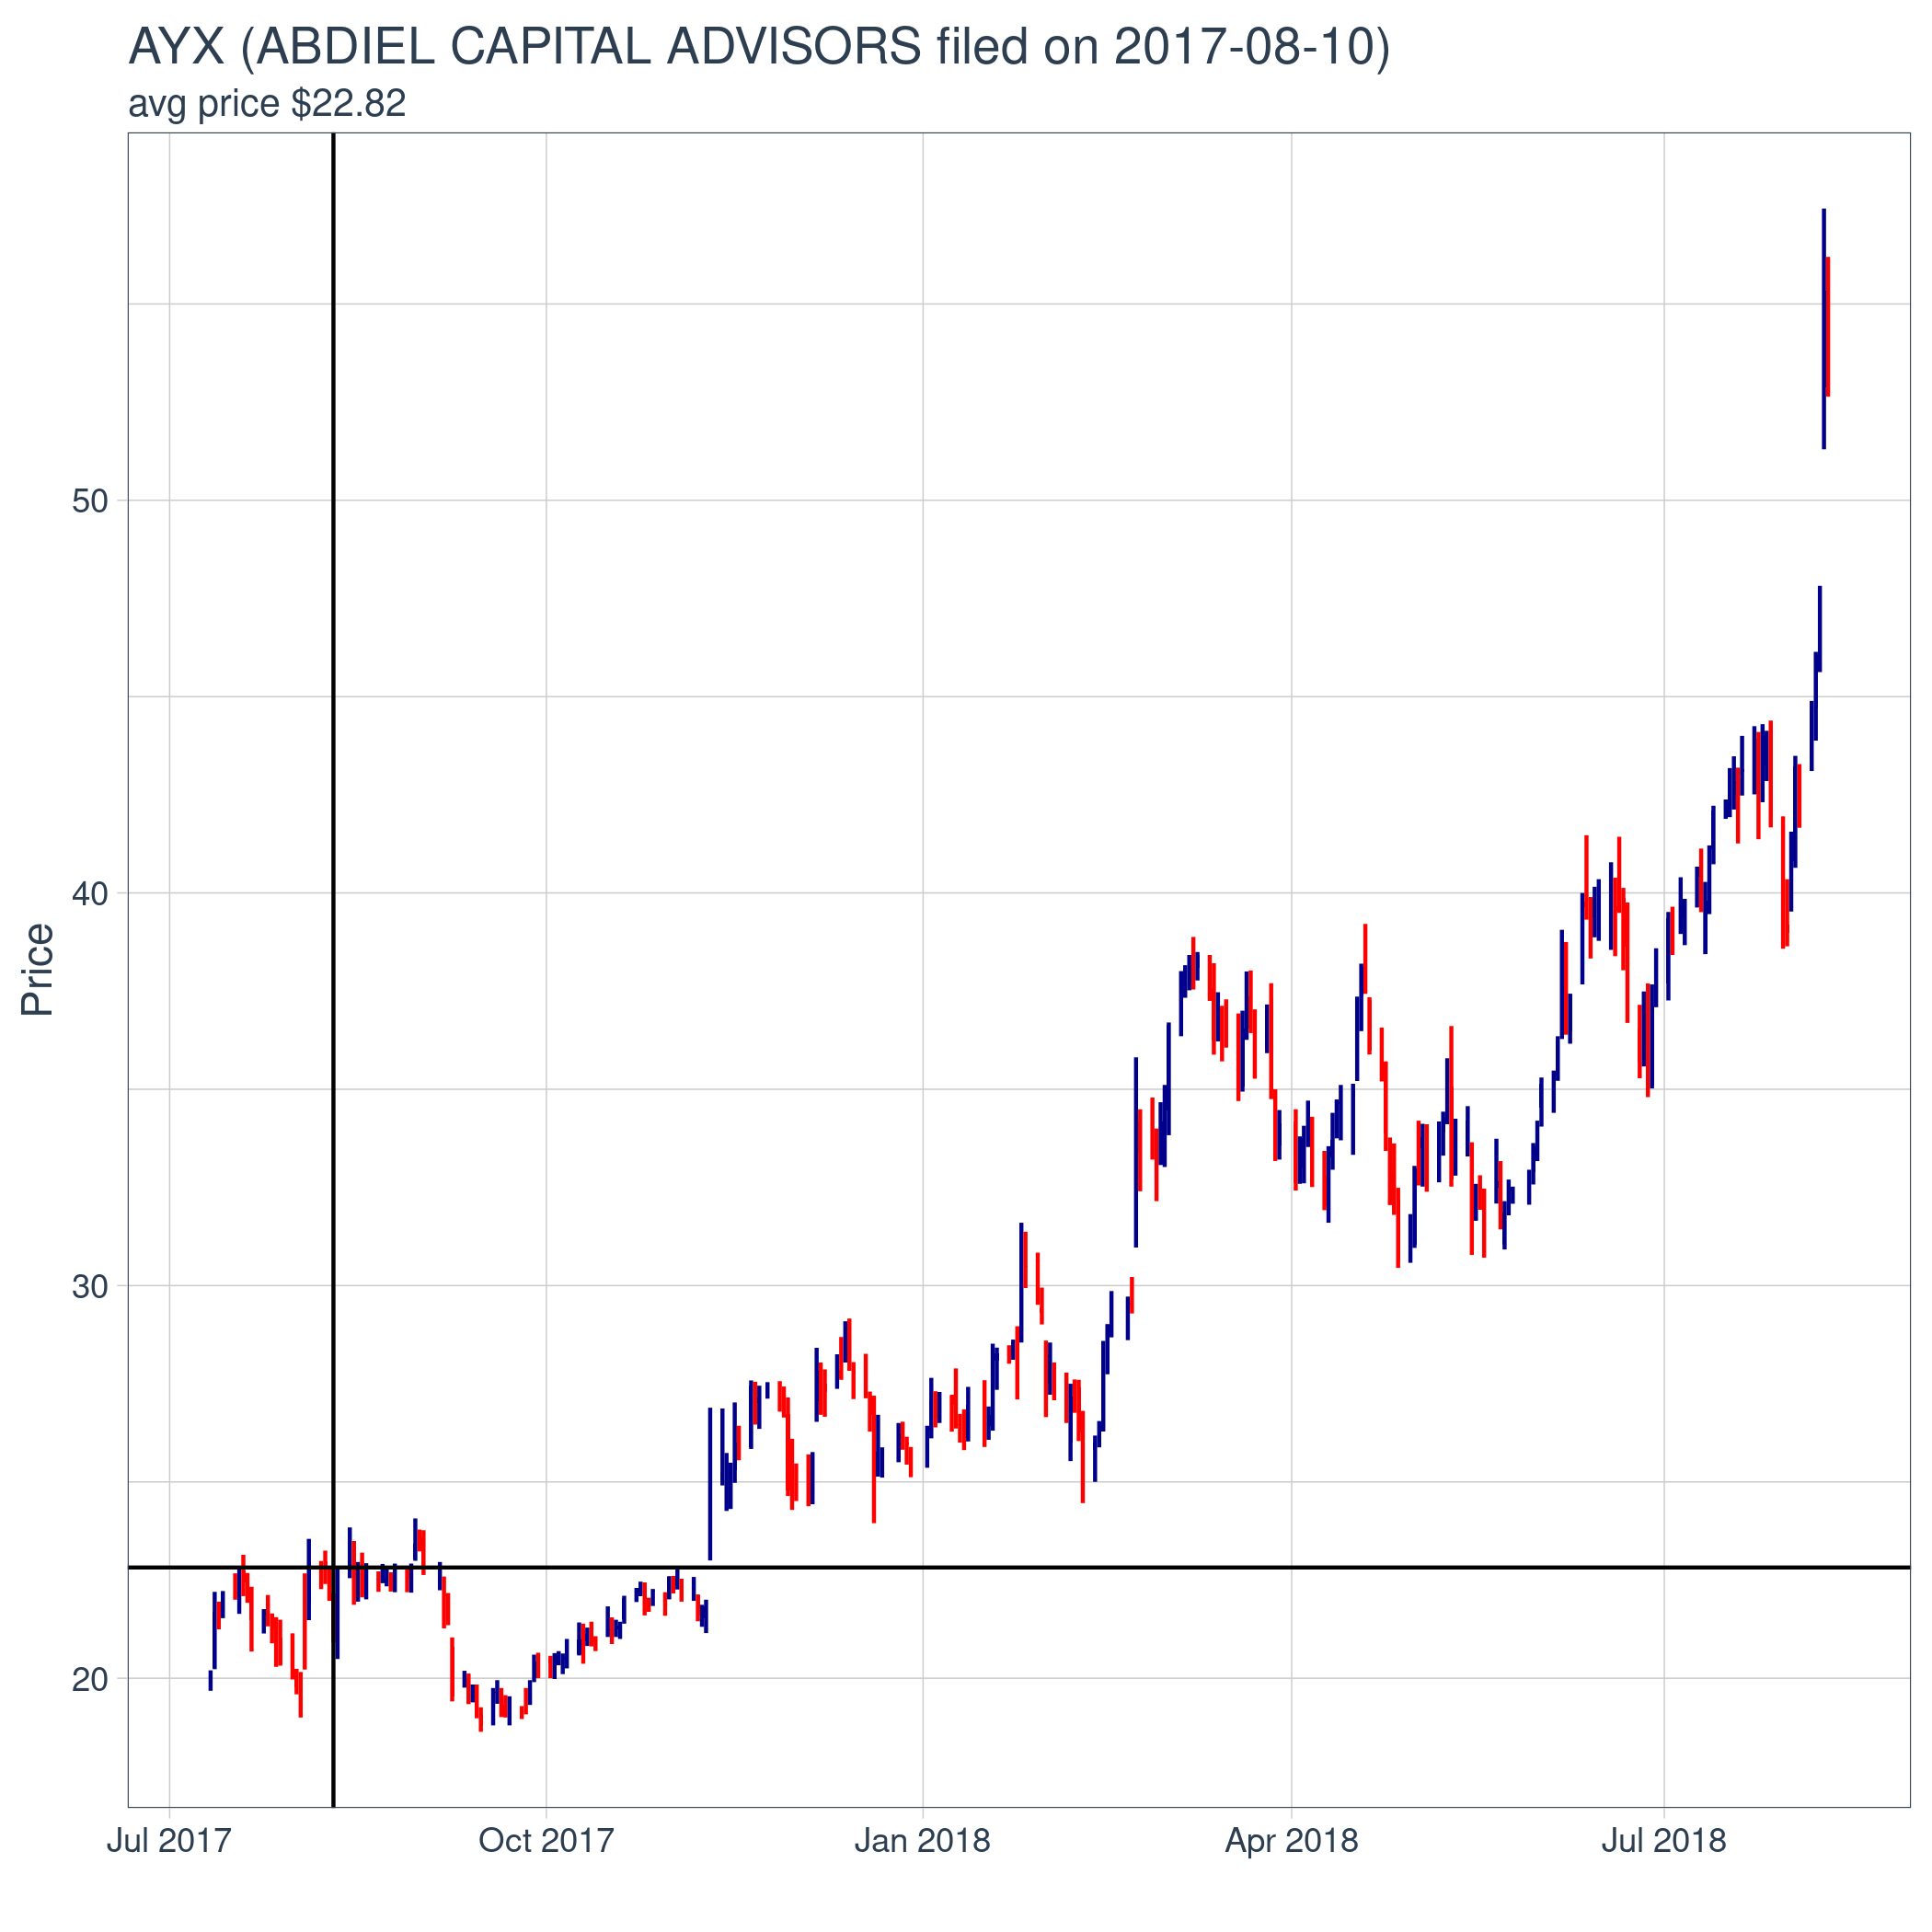 AYX (ABDIEL CAPITAL ADVISORS filed on 2017-08-10)
avg price $22.82
50
40
30
20
Price
Jul 2017
Oct 2017
Jan 2018
Apr 2018
Jul 2018